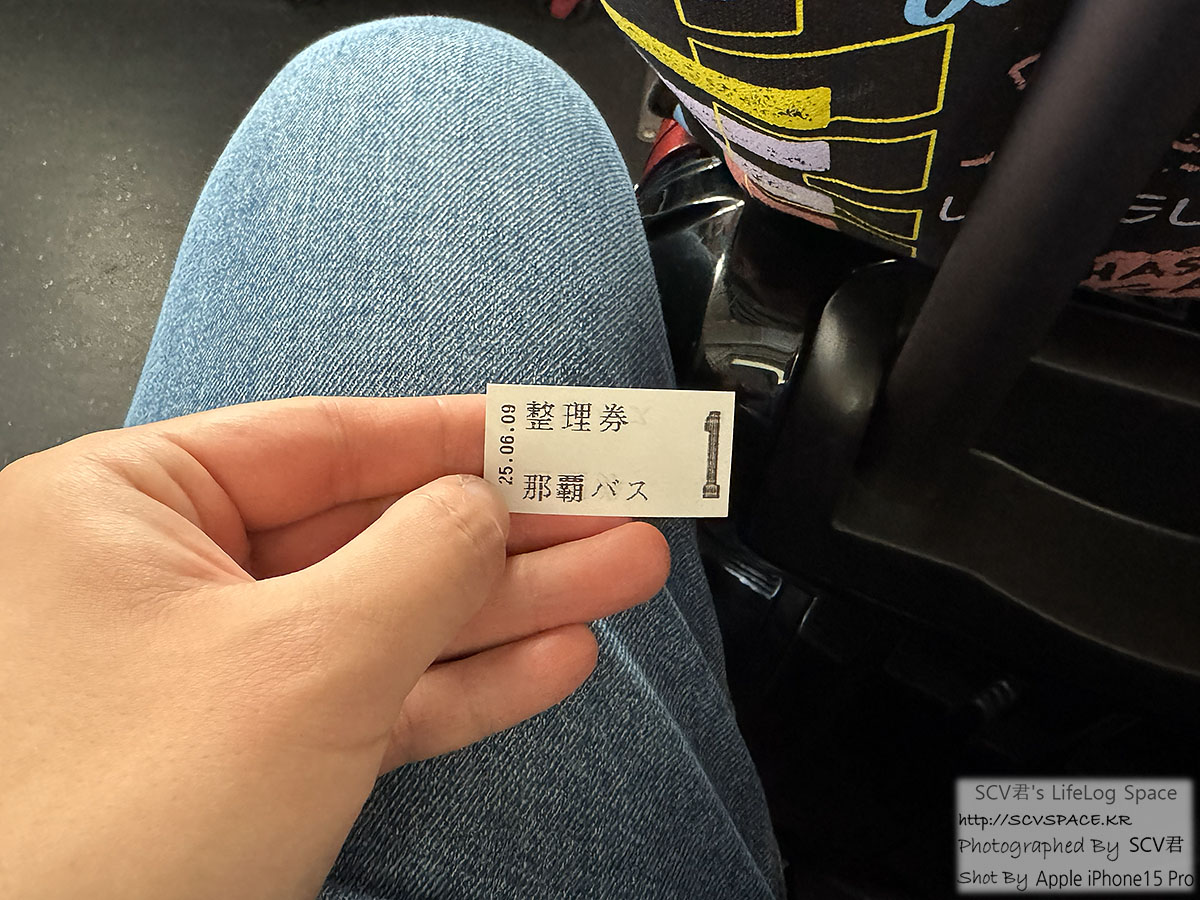 25.06.09
整理券
那覇バス
1
SCV君's LifeLog Space
http://SCVSPACE.KR
Photographed By SCV君
Shot By Apple iPhone15 Pro